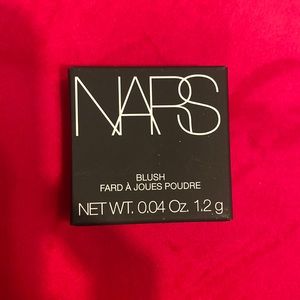 NARS
BLUSH
FARD À JOUES POUDRE
NET WT. 0.04 Oz. 1.2 g